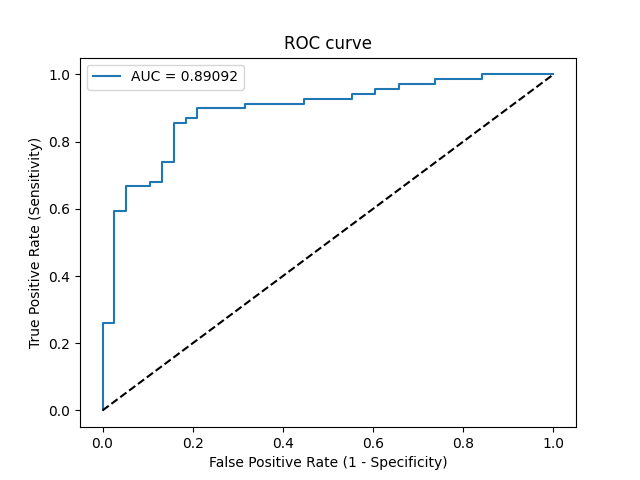 ROC curve
AUC = 0.89092
True Positive Rate (Sensitivity)
1.0
0.8
0.6
0.4
0.2
0.0
0.0 0.2 0.4 0.6 0.8 1.0
False Positive Rate (1 - Specificity)